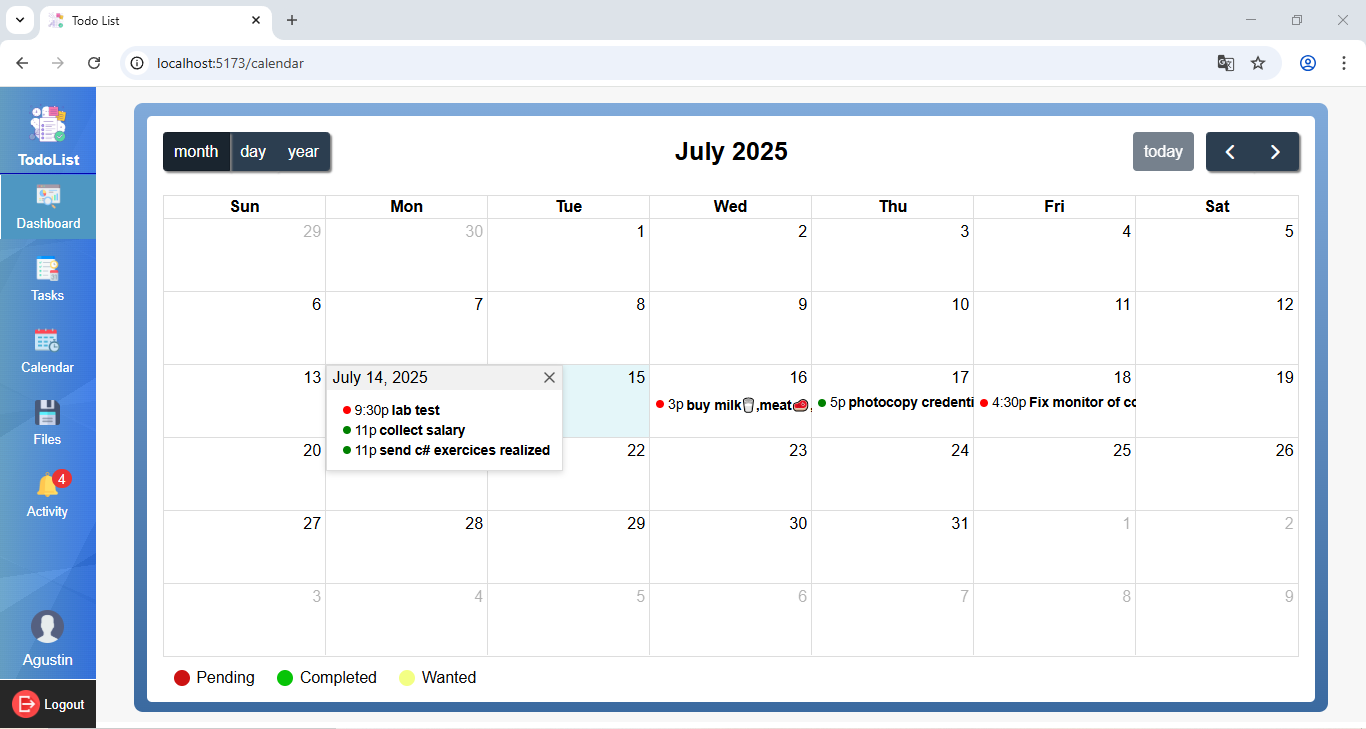 Todo List
localhost:5173/calendar
TodoList
Dashboard
Tasks
Calendar
Files
4
Activity
Agustin
Logout
month day year
July 2025
today
Sun Mon Tue Wed Thu Fri Sat
29 30 1 2 3 4 5
6 7 8 9 10 11 12
13 July 14, 2025 15 16 17 18 19
9:30p lab test
11p collect salary
11p send c# exercices realized
3p buy milk🥛,meat🥩,
5p photocopy credenti
4:30p Fix monitor of cc
20 22 23 24 25 26
27 28 29 30 31 1 2
3 4 5 6 7 8 9
Pending Completed Wanted